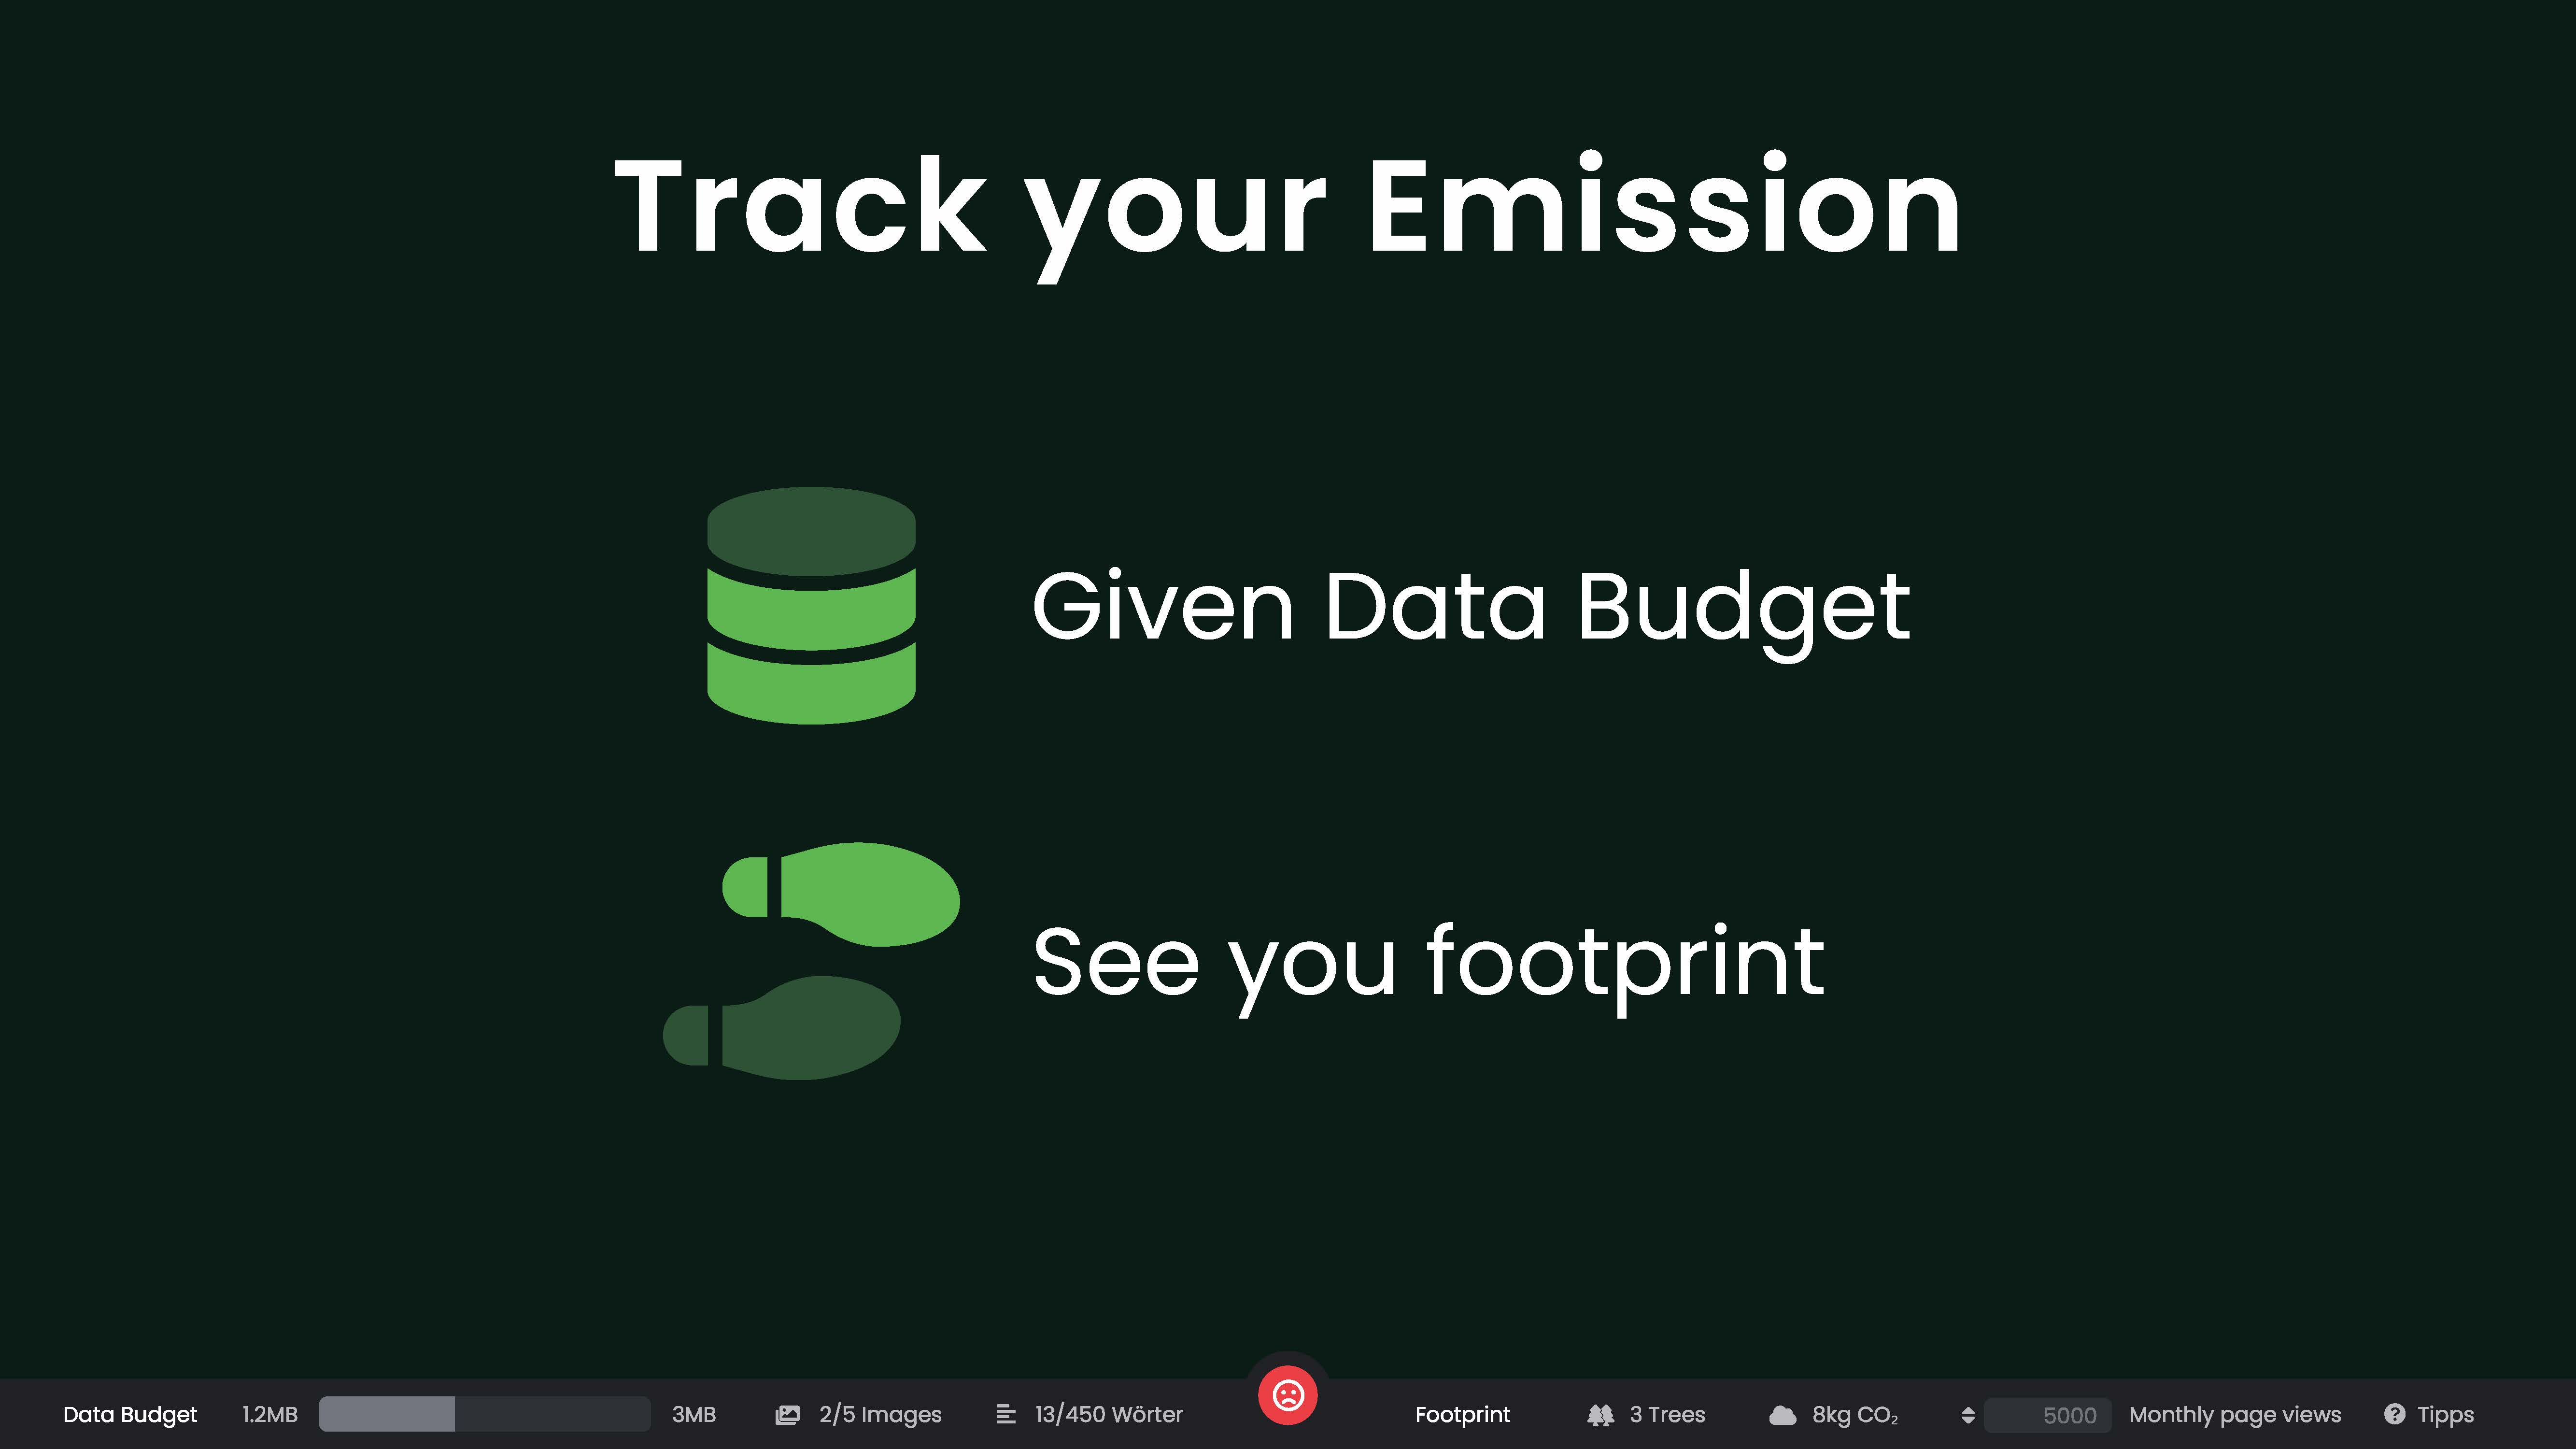 Track your Emission
Given Data Budget
See you footprint
Data Budget 1.2MB 3MB 2/5 Images 13/450 Wörter Footprint 3 Trees 8kg CO₂ 5000 Monthly page views ? Tipps